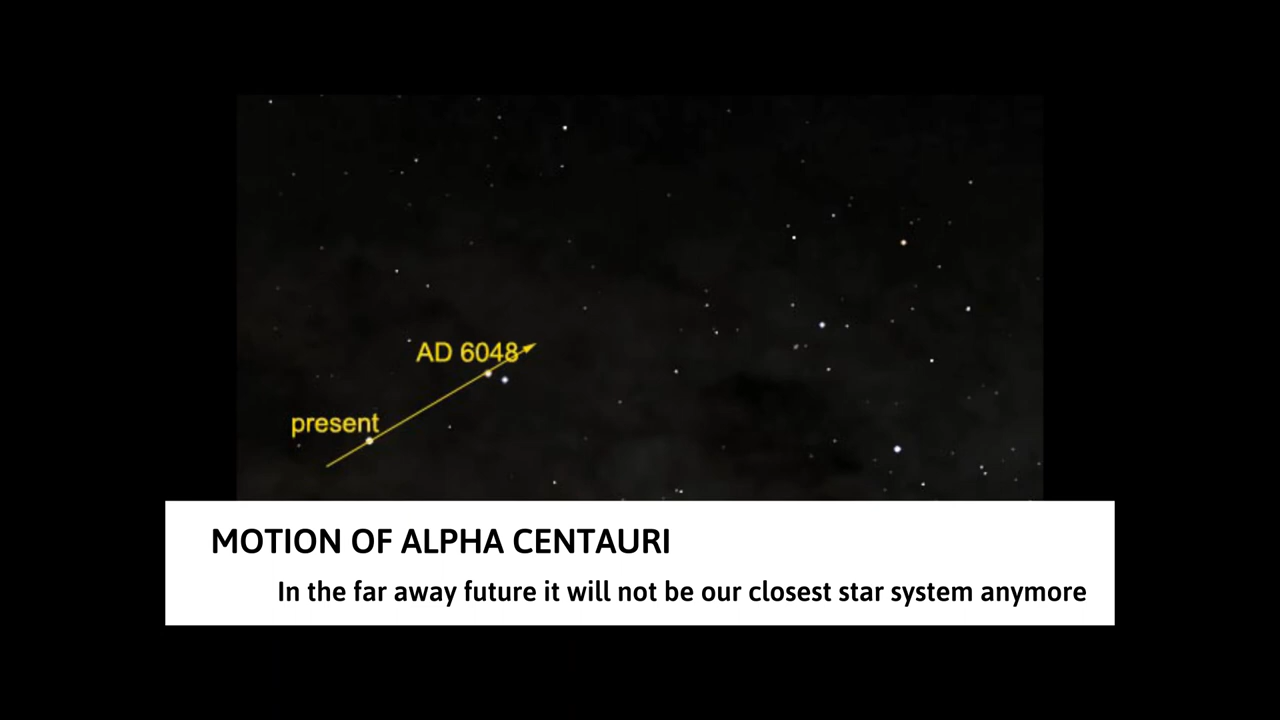 AD 6048
present
MOTION OF ALPHA CENTAURI
In the far away future it will not be our closest star system anymore